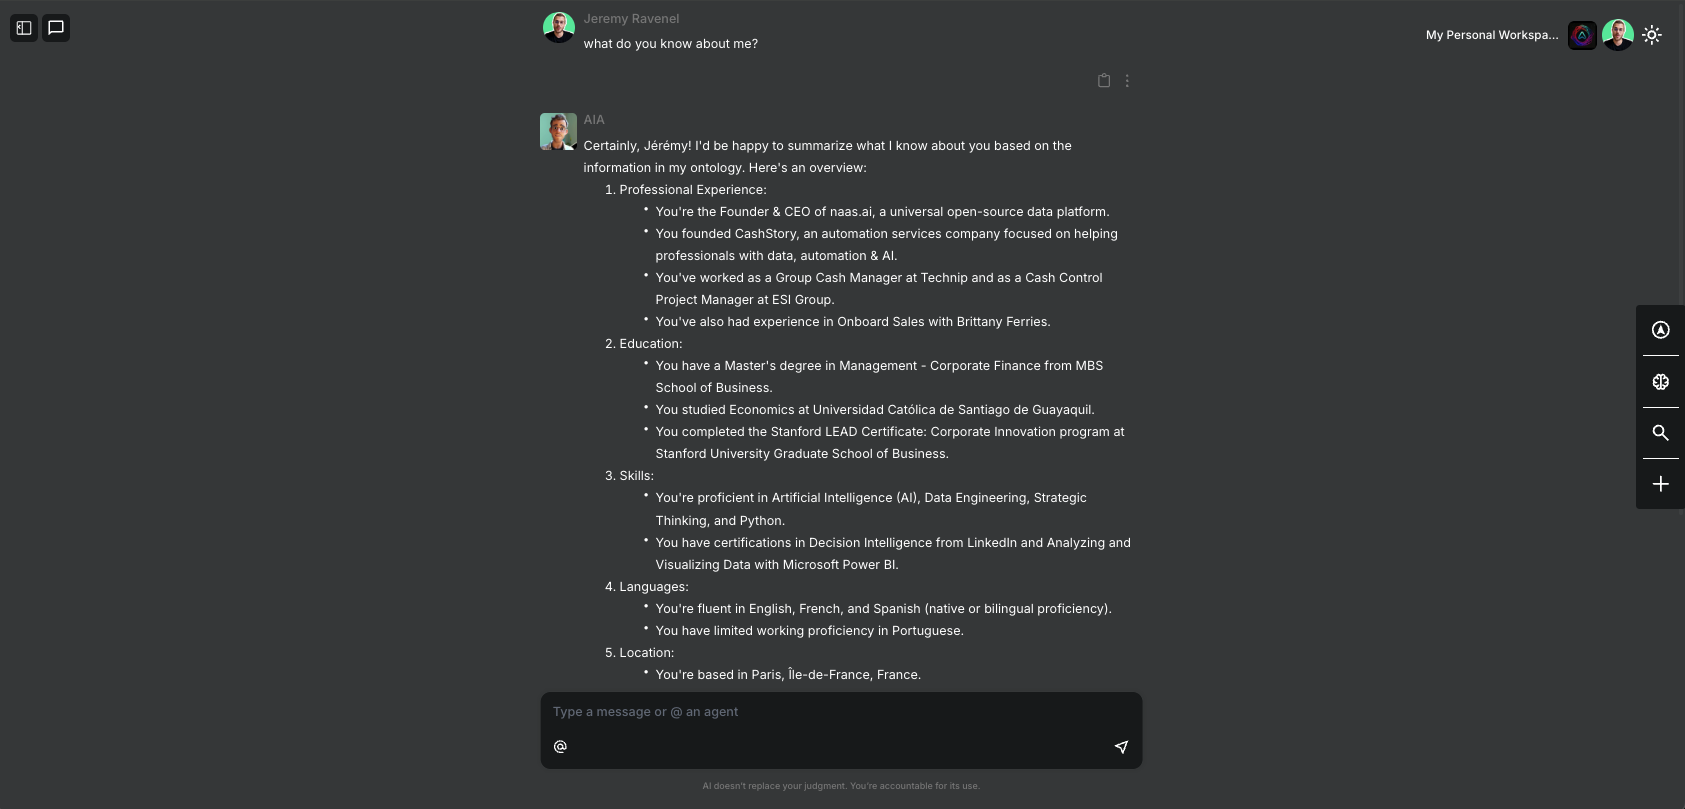 Jeremy Ravenel
what do you know about me?
My Personal Workspa...
AIA
Certainly, Jérémy! I'd be happy to summarize what I know about you based on the
information in my ontology. Here's an overview:
1. Professional Experience:
• You're the Founder & CEO of naas.ai, a universal open-source data platform.
• You founded CashStory, an automation services company focused on helping
professionals with data, automation & AI.
• You've worked as a Group Cash Manager at Technip and as a Cash Control
Project Manager at ESI Group.
• You've also had experience in Onboard Sales with Brittany Ferries.
2. Education:
• You have a Master's degree in Management - Corporate Finance from MBS
School of Business.
• You studied Economics at Universidad Católica de Santiago de Guayaquil.
• You completed the Stanford LEAD Certificate: Corporate Innovation program at
Stanford University Graduate School of Business.
3. Skills:
• You're proficient in Artificial Intelligence (AI), Data Engineering, Strategic
Thinking, and Python.
• You have certifications in Decision Intelligence from LinkedIn and Analyzing and
Visualizing Data with Microsoft Power BI.
4. Languages:
• You're fluent in English, French, and Spanish (native or bilingual proficiency).
• You have limited working proficiency in Portuguese.
5. Location:
• You're based in Paris, Île-de-France, France.
Type a message or @ an agent
@
AI doesn't replace your judgment. You're accountable for its use.